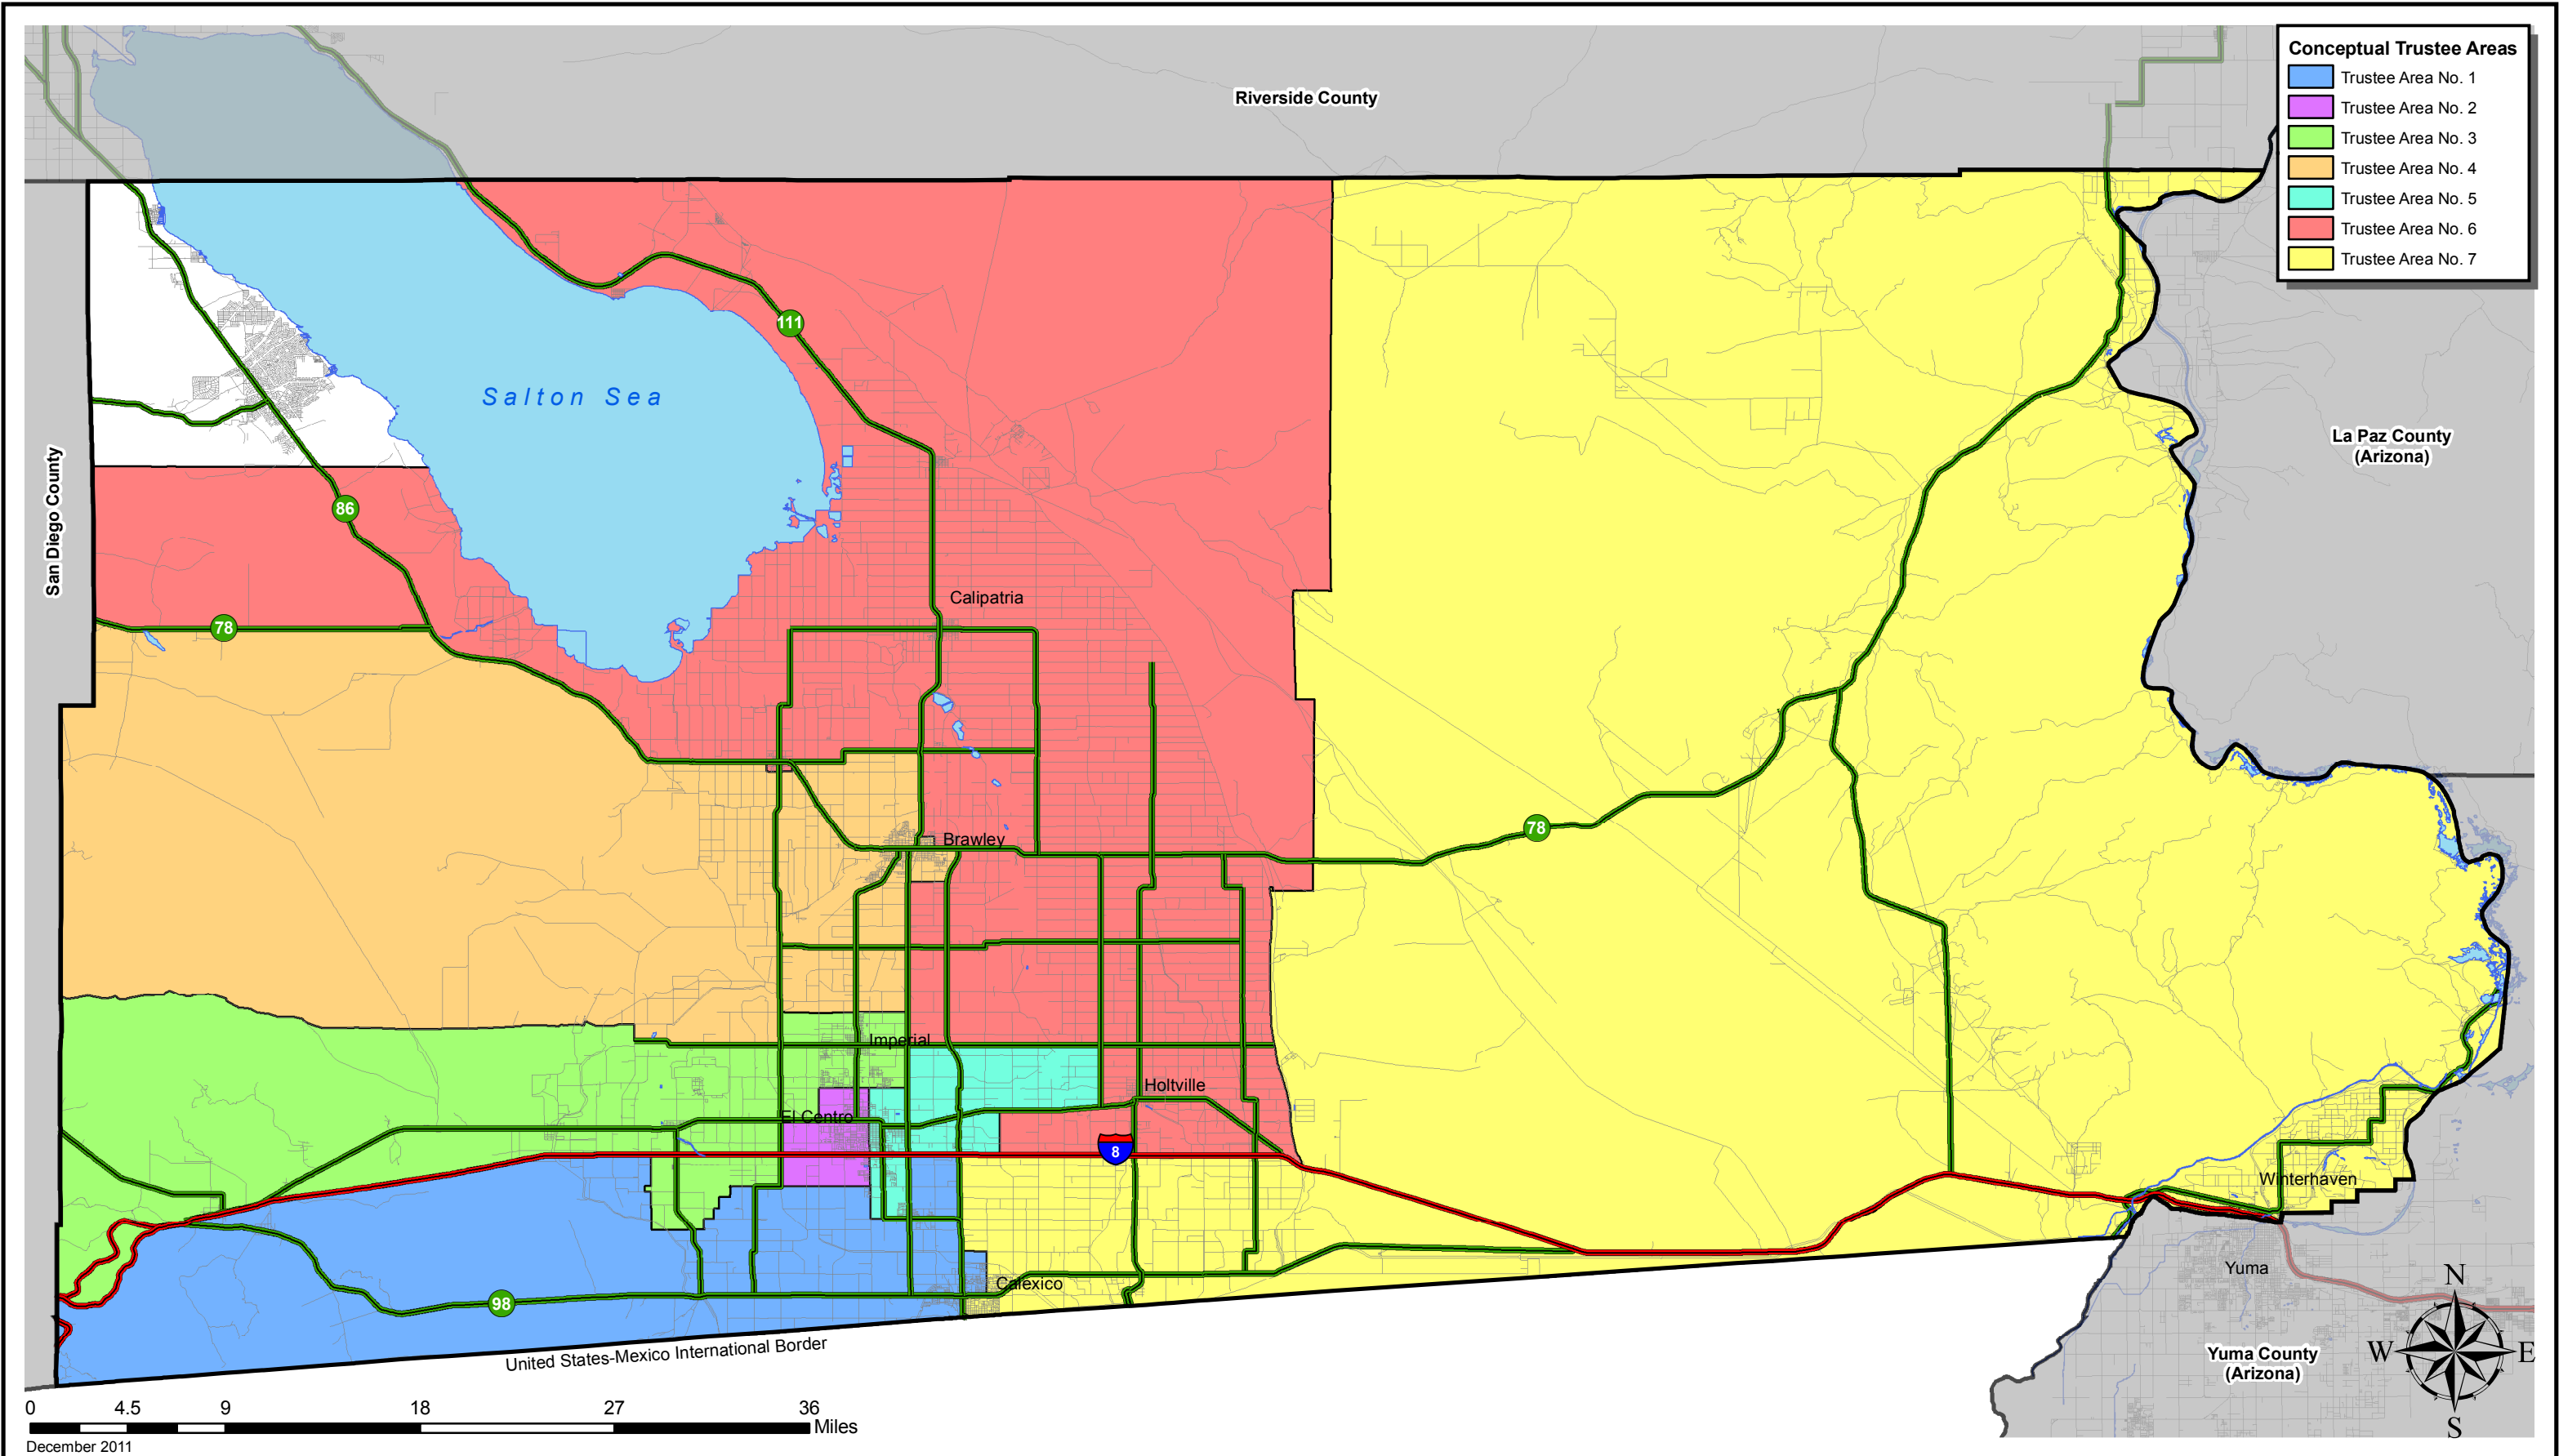 Conceptual Trustee Areas
Trustee Area No. 1
Trustee Area No. 2
Trustee Area No. 3
Trustee Area No. 4
Trustee Area No. 5
Trustee Area No. 6
Trustee Area No. 7
Riverside County
111
Salton Sea
La Paz County
(Arizona)
San Diego County
86
Calipatria
78
78
Brawley
Imperial
Holtville
El Centro
8
Winterhaven
Yuma
Calexico
98
N
W
E
S
United States-Mexico International Border
Yuma County
(Arizona)
0 4.5 9 18 27 36
Miles
December 2011